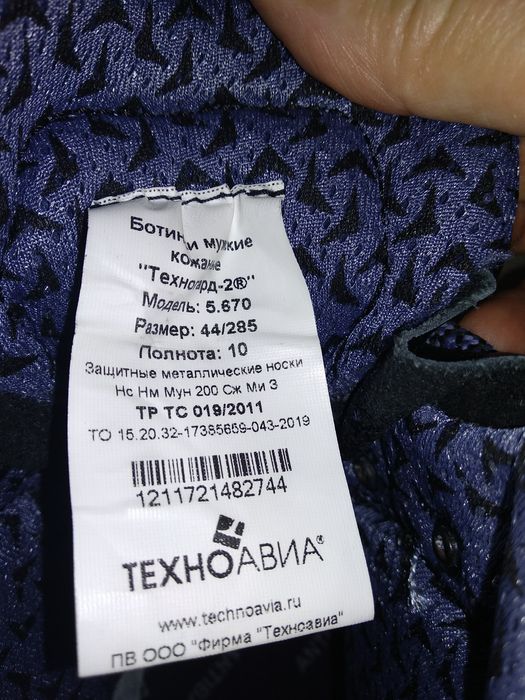 Ботинки мужские
кожаные
"Техногард-2®"
Модель: 5.670
Размер: 44/285
Полнота: 10
Защитные металлические носки
Нс Нм Мун 200 Сж Ми З
ТР ТС 019/2011
ТО 15.20.32-17385669-043-2019
1211721482744
ТЕХНОАВИА®
www.technoavia.ru
ПВ ООО "Фирма "Техноавиа"